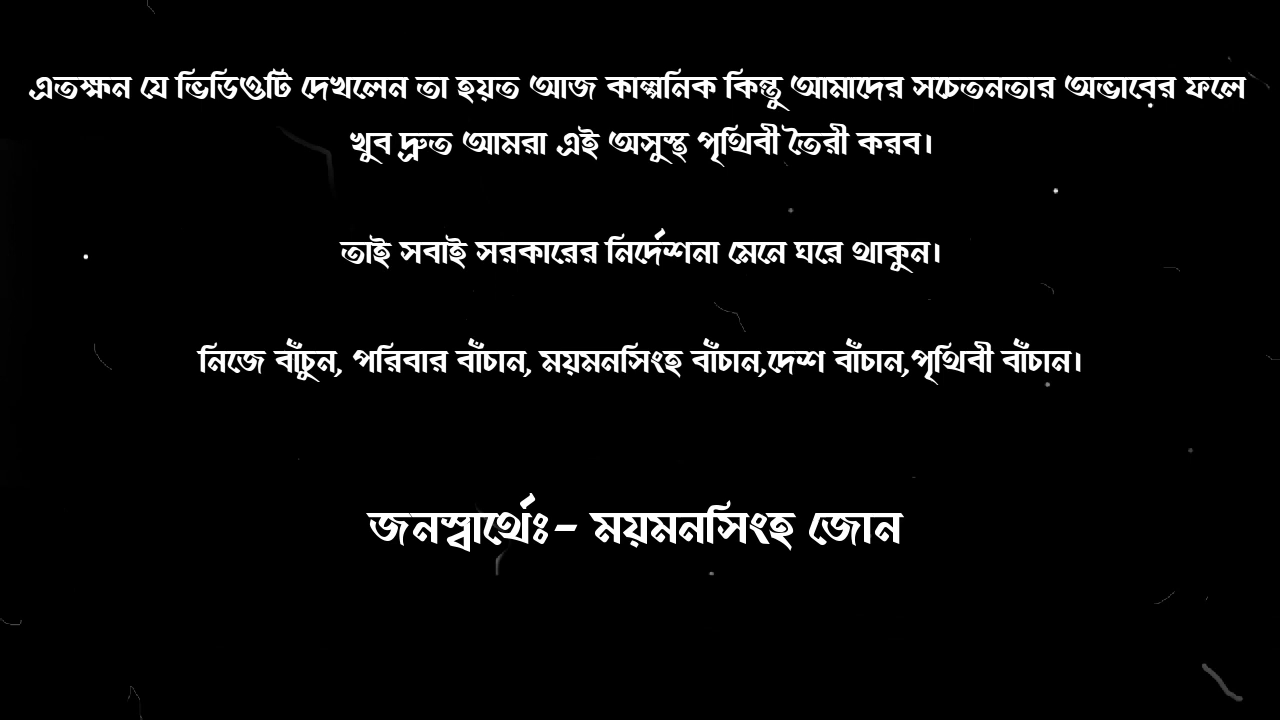 এতক্ষন যে ভিডিওটি দেখলেন তা হয়ত আজ কাল্পনিক কিন্তু আমাদের সচেতনতার অভাবের ফলে
খুব দ্রুত আমরা এই অসুস্থ পৃথিবী তৈরী করব।
তাই সবাই সরকারের নির্দেশনা মেনে ঘরে থাকুন।
নিজে বাঁচুন, পরিবার বাঁচান, ময়মনসিংহ বাঁচান,দেশ বাঁচান,পৃথিবী বাঁচান।
জনস্বার্থেঃ- ময়মনসিংহ জোন